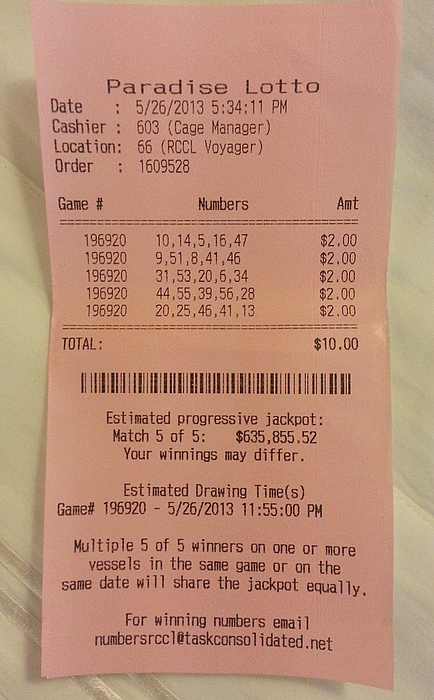 Paradise Lotto
Date : 5/26/2013 5:34:11 PM
Cashier : 603 (Cage Manager)
Location: 66 (RCCL Voyager)
Order : 1609528
Game # Numbers Amt
196920 10,14,5,16,47 $2.00
196920 9,51,8,41,46 $2.00
196920 31,53,20,6,34 $2.00
196920 44,55,39,56,28 $2.00
196920 20,25,46,41,13 $2.00
TOTAL: $10.00
Estimated progressive jackpot:
Match 5 of 5: $635,855.52
Your winnings may differ.
Estimated Drawing Time(s)
Game# 196920 - 5/26/2013 11:55:00 PM
Multiple 5 of 5 winners on one or more
vessels in the same game or on the
same date will share the jackpot equally.
For winning numbers email
numbersrccl@taskconsolidated.net